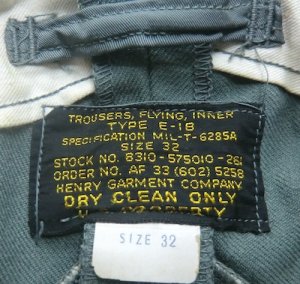 TROUSERS, FLYING, INNER
TYPE E-1B
SPECIFICATION MIL-T-6285A
SIZE 32
STOCK NO. 8310-575010-261
ORDER NO. AF 33 (602) 5258
HENRY GARMENT COMPANY
DRY CLEAN ONLY
PROPERTY
SIZE 32